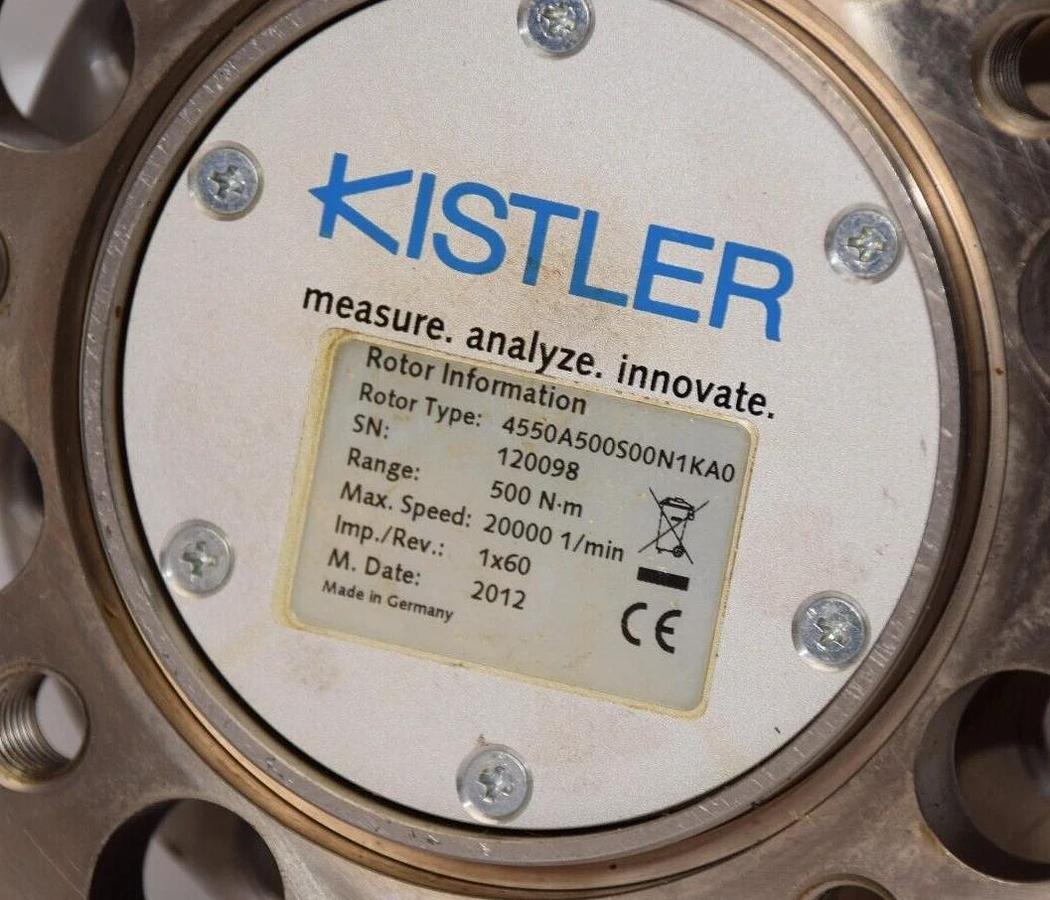 KISTLER
measure. analyze. innovate.
Rotor Information
Rotor Type: 4550A500S00N1KA0
SN: 120098
Range: 500 N·m
Max. Speed: 20000 1/min
Imp./Rev.: 1x60
M. Date: 2012
Made in Germany
CE